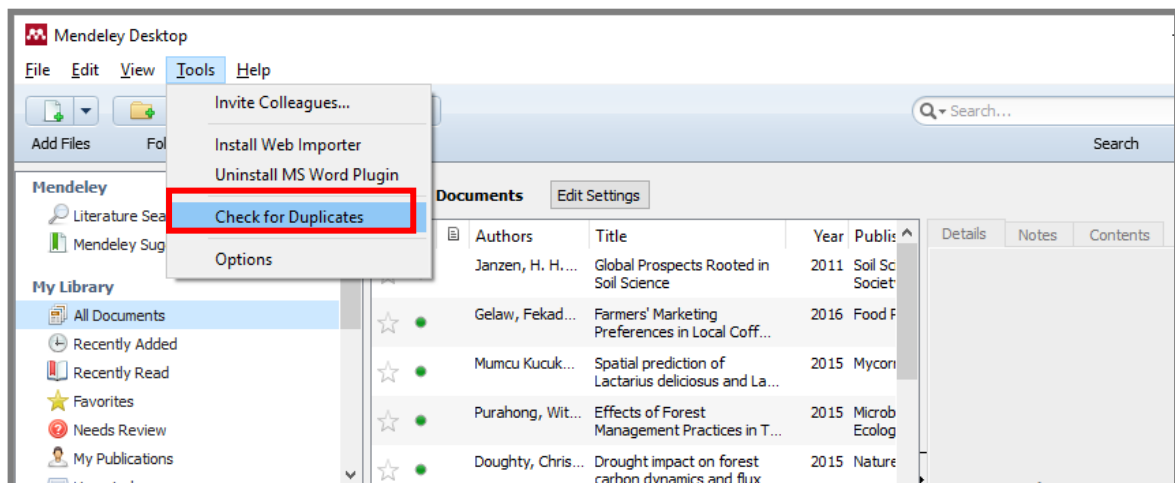 Mendeley Desktop
File Edit View Tools Help
Invite Colleagues...
Install Web Importer
Uninstall MS Word Plugin
Check for Duplicates
Options
Search...
Add Files
Search
Mendeley
Literature Sea
Mendeley Sug
My Library
All Documents
Recently Added
Recently Read
Favorites
Needs Review
My Publications
Documents Edit Settings
Authors Title Year Publis
Janzen, H. H.... Global Prospects Rooted in 2011 Soil Sc
Soil Science Societ
Gelaw, Fekad... Farmers' Marketing 2016 Food
Preferences in Local Coff...
Mumcu Kucuk... Spatial prediction of 2015 Mycorr
Lactarius deliciosus and La...
Purahong, Wit... Effects of Forest 2015 Microb
Management Practices in T... Ecolog
Doughty, Chris... Drought impact on forest 2015 Nature
carbon dynamics and flux
Details Notes Contents